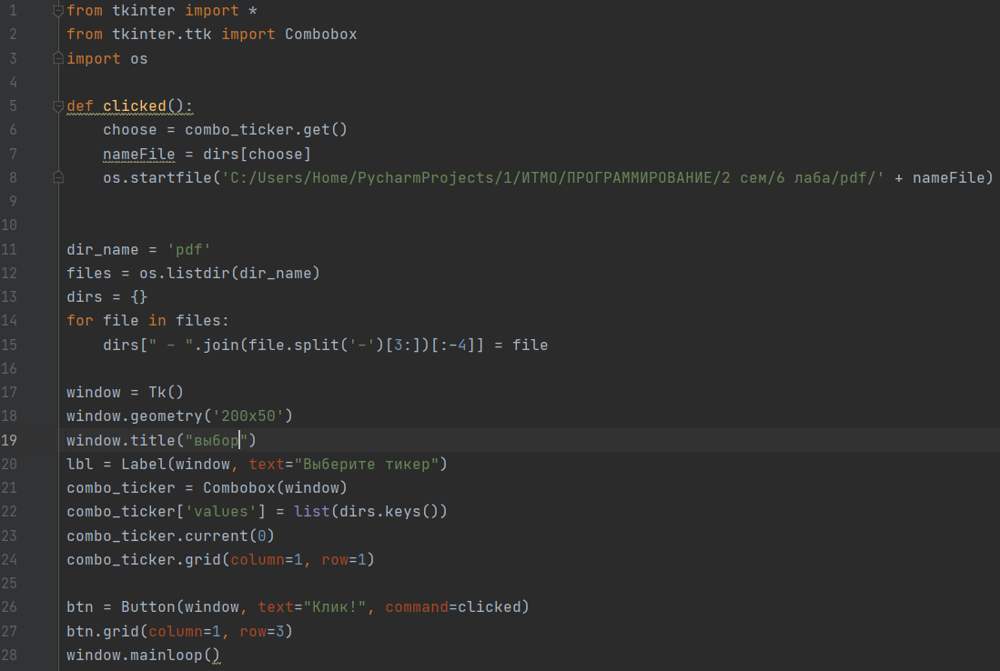 1 from tkinter import *
2 from tkinter.ttk import Combobox
3 import os
4
5 def clicked():
6     choose = combo_ticker.get()
7     nameFile = dirs[choose]
8     os.startfile('C:/Users/Home/PycharmProjects/1/ИТМО/ПРОГРАММИРОВАНИЕ/2 сем/6 лаба/pdf/' + nameFile)
9
10
11 dir_name = 'pdf'
12 files = os.listdir(dir_name)
13 dirs = {}
14 for file in files:
15     dirs[" - ".join(file.split('-')[3:])[:-4]] = file
16
17 window = Tk()
18 window.geometry('200x50')
19 window.title("выбор")
20 lbl = Label(window, text="Выберите тикер")
21 combo_ticker = Combobox(window)
22 combo_ticker['values'] = list(dirs.keys())
23 combo_ticker.current(0)
24 combo_ticker.grid(column=1, row=1)
25
26 btn = Button(window, text="Клик!", command=clicked)
27 btn.grid(column=1, row=3)
28 window.mainloop()